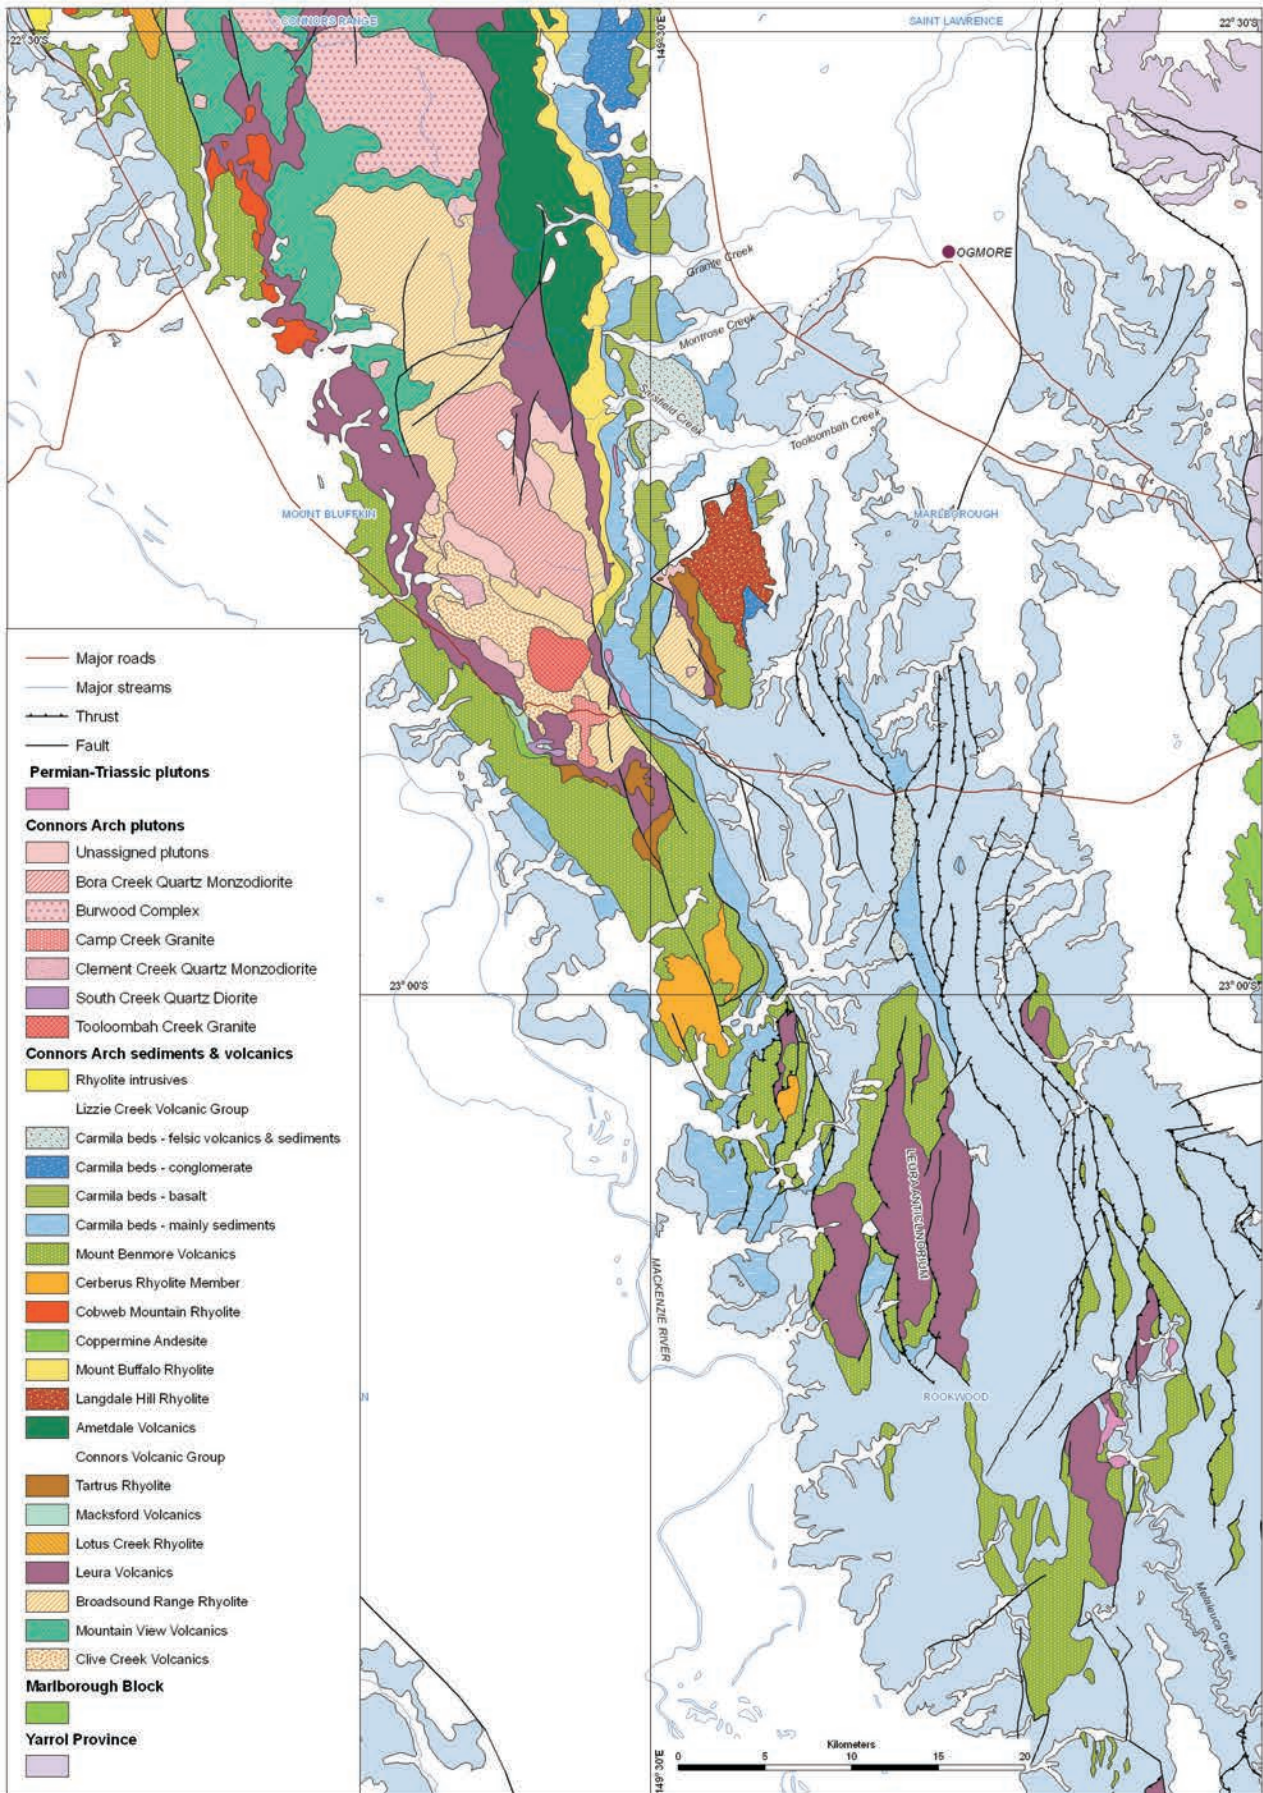 CONNORS RANGE
SAINT LAWRENCE
22° 30'S
149° 30'E
22° 30'S
Granite Creek
OGMORE
Montrose Creek
Sarsfield Creek
Tooloombah Creek
MOUNT BLUFFKIN
MARLBOROUGH
Major roads
Major streams
Thrust
Fault
Permian-Triassic plutons
Connors Arch plutons
Unassigned plutons
Bora Creek Quartz Monzodiorite
Burwood Complex
Camp Creek Granite
Clement Creek Quartz Monzodiorite
South Creek Quartz Diorite
Tooloombah Creek Granite
Connors Arch sediments & volcanics
Rhyolite intrusives
Lizzie Creek Volcanic Group
Carmila beds - felsic volcanics & sediments
Carmila beds - conglomerate
Carmila beds - basalt
Carmila beds - mainly sediments
Mount Benmore Volcanics
Cerberus Rhyolite Member
Cobweb Mountain Rhyolite
Coppermine Andesite
Mount Buffalo Rhyolite
Langdale Hill Rhyolite
Ametdale Volcanics
Connors Volcanic Group
Tartrus Rhyolite
Macksford Volcanics
Lotus Creek Rhyolite
Leura Volcanics
Broadsound Range Rhyolite
Mountain View Volcanics
Clive Creek Volcanics
Marlborough Block
Yarrol Province
23° 00'S
23° 00'S
LEURA ANTICLINORIUM
MACKENZIE RIVER
N
ROOKWOOD
Melaleuca Creek
149° 30'E
Kilometers
0 5 10 15 20